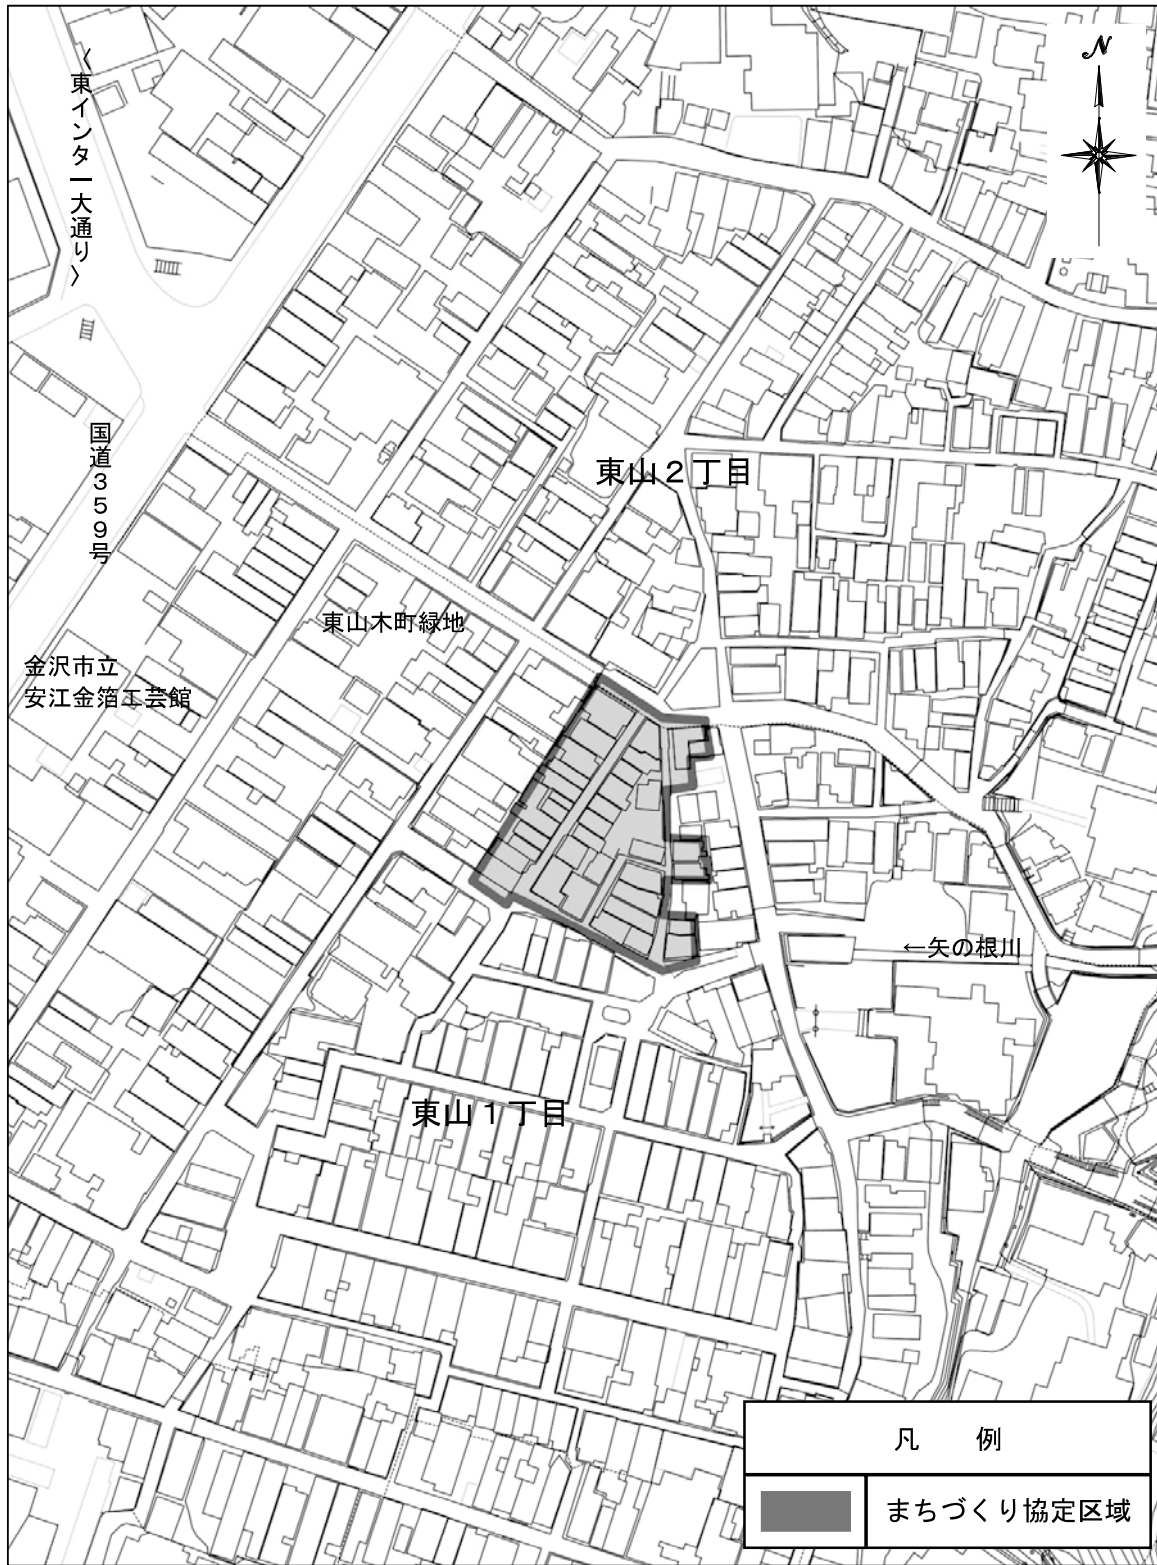 N
〈東インター大通り〉
国道359号
東山2丁目
東山木町緑地
金沢市立
安江金箔工芸館
←矢の根川
東山1丁目
凡 例
まちづくり協定区域